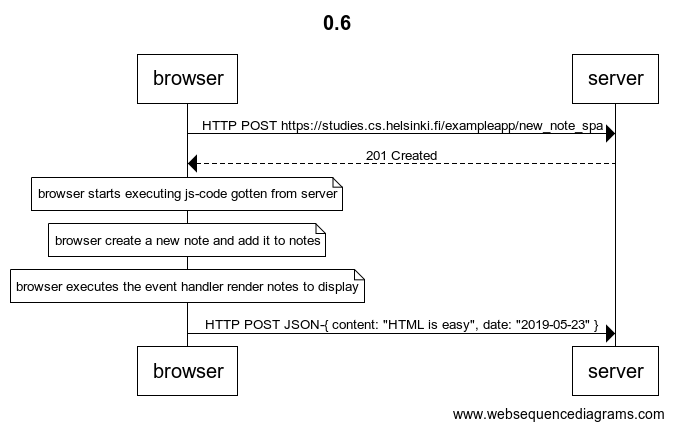 0.6
browser
server
HTTP POST https://studies.cs.helsinki.fi/exampleapp/new_note_spa
201 Created
browser starts executing js-code gotten from server
browser create a new note and add it to notes
browser executes the event handler render notes to display
HTTP POST JSON-{ content: "HTML is easy", date: "2019-05-23" }
browser
server
www.websequencediagrams.com